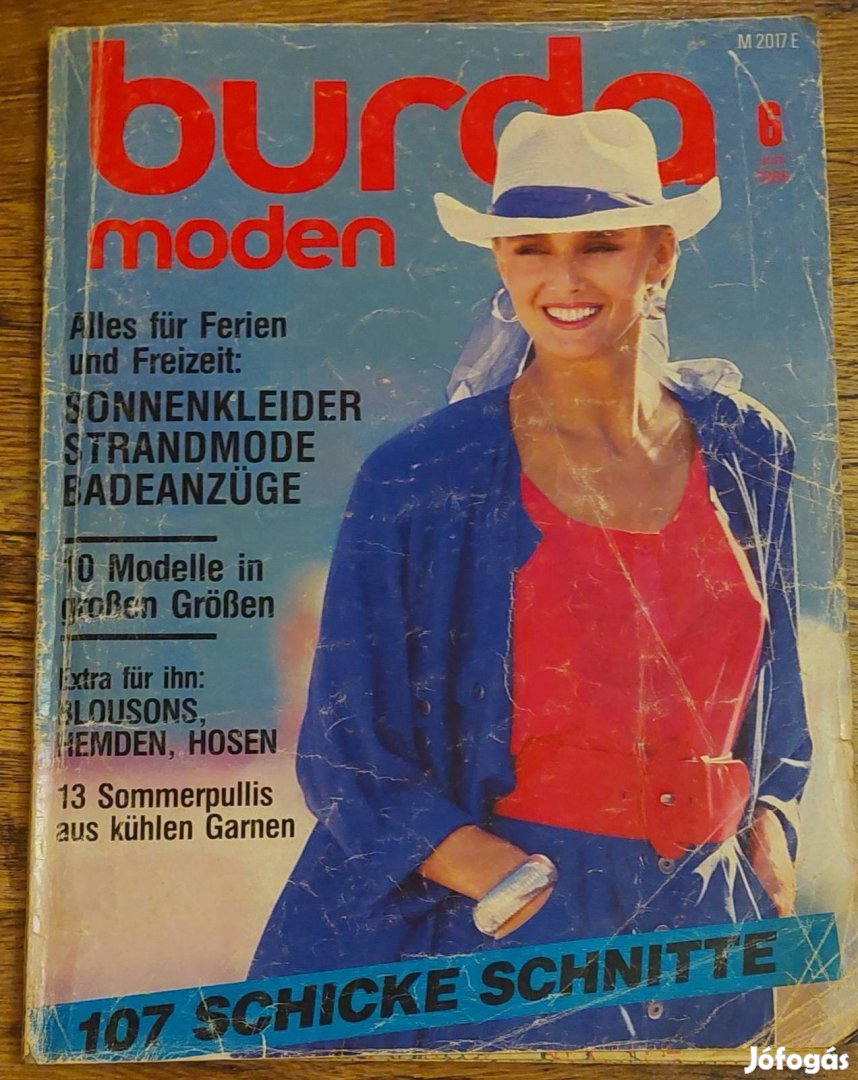 M 2017 E
burda
moden
6
Alles für Ferien
und Freizeit:
SONNENKLEIDER
STRANDMODE
BADEANZÜGE
10 Modelle in
großen Größen
Extra für ihn:
BLOUSONS,
HEMDEN, HOSEN
13 Sommerpullis
aus kühlen Garnen
107 SCHICKE SCHNITTE
Jófogás